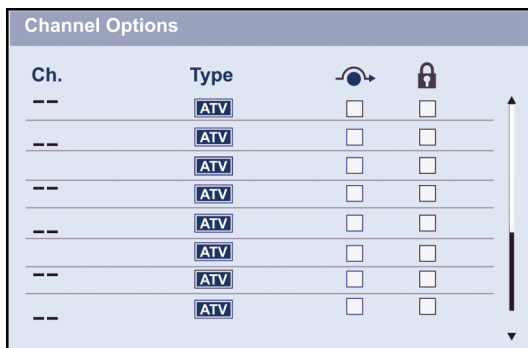 Channel Options
Ch. Type
-- ATV
-- ATV
ATV
-- ATV
-- ATV
ATV
-- ATV
-- ATV